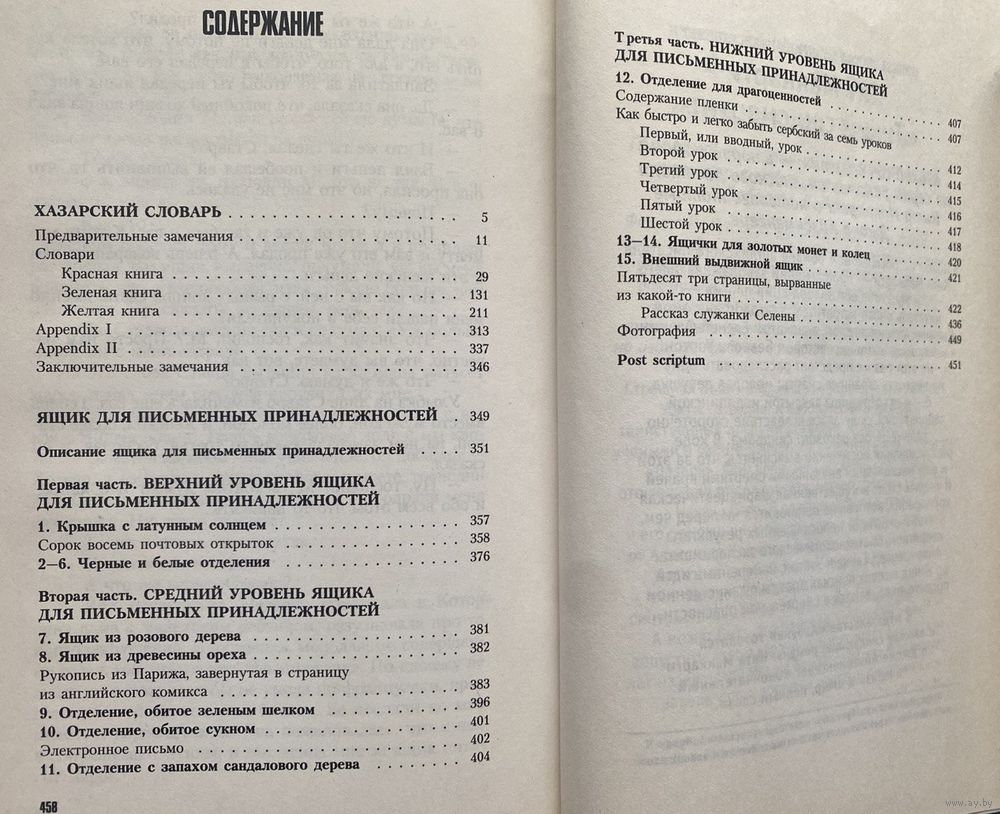 СОДЕРЖАНИЕ
ХАЗАРСКИЙ СЛОВАРЬ . . . . . . . . . . . . . . . . . . . . 5
Предварительные замечания . . . . . . . . . . . . . . . . 11
Словари
Красная книга . . . . . . . . . . . . . . . . . . . . 29
Зеленая книга . . . . . . . . . . . . . . . . . . . . 131
Желтая книга . . . . . . . . . . . . . . . . . . . . 211
Appendix I . . . . . . . . . . . . . . . . . . . . 313
Appendix II . . . . . . . . . . . . . . . . . . . . 337
Заключительные замечания . . . . . . . . . . . . . . . . 346
ЯЩИК ДЛЯ ПИСЬМЕННЫХ ПРИНАДЛЕЖНОСТЕЙ . 349
Описание ящика для письменных принадлежностей . . . . 351
Первая часть. ВЕРХНИЙ УРОВЕНЬ ЯЩИКА
ДЛЯ ПИСЬМЕННЫХ ПРИНАДЛЕЖНОСТЕЙ
1. Крышка с латунным солнцем . . . . . . . . . . . . . . 357
Сорок восемь почтовых открыток . . . . . . . . . . . . 358
2–6. Черные и белые отделения . . . . . . . . . . . . . 376
Вторая часть. СРЕДНИЙ УРОВЕНЬ ЯЩИКА
ДЛЯ ПИСЬМЕННЫХ ПРИНАДЛЕЖНОСТЕЙ
7. Ящик из розового дерева . . . . . . . . . . . . . . . 381
8. Ящик из древесины ореха . . . . . . . . . . . . . . . 382
Рукопись из Парижа, завернутая в страницу
из английского комикса . . . . . . . . . . . . . . . . 383
9. Отделение, обитое зеленым шелком . . . . . . . . . . 396
10. Отделение, обитое сукном . . . . . . . . . . . . . . 401
Электронное письмо . . . . . . . . . . . . . . . . . . 402
11. Отделение с запахом сандалового дерева . . . . . . . 404
458
Третья часть. НИЖНИЙ УРОВЕНЬ ЯЩИКА
ДЛЯ ПИСЬМЕННЫХ ПРИНАДЛЕЖНОСТЕЙ
12. Отделение для драгоценностей . . . . . . . . . . . 407
Содержание пленки . . . . . . . . . . . . . . . . . . 407
Как быстро и легко забыть сербский за семь уроков
Первый, или вводный, урок . . . . . . . . . . . . . 412
Второй урок . . . . . . . . . . . . . . . . . . . . 414
Третий урок . . . . . . . . . . . . . . . . . . . . 415
Четвертый урок . . . . . . . . . . . . . . . . . . . 416
Пятый урок . . . . . . . . . . . . . . . . . . . . 417
Шестой урок . . . . . . . . . . . . . . . . . . . . 418
13–14. Ящички для золотых монет и колец . . . . . . . 420
15. Внешний выдвижной ящик . . . . . . . . . . . . . . 421
Пятьдесят три страницы, вырванные
из какой-то книги . . . . . . . . . . . . . . . . . . 422
Рассказ служанки Селены . . . . . . . . . . . . . . 436
Фотография . . . . . . . . . . . . . . . . . . . . 449
Post scriptum . . . . . . . . . . . . . . . . . . . . 451
www.ay.by